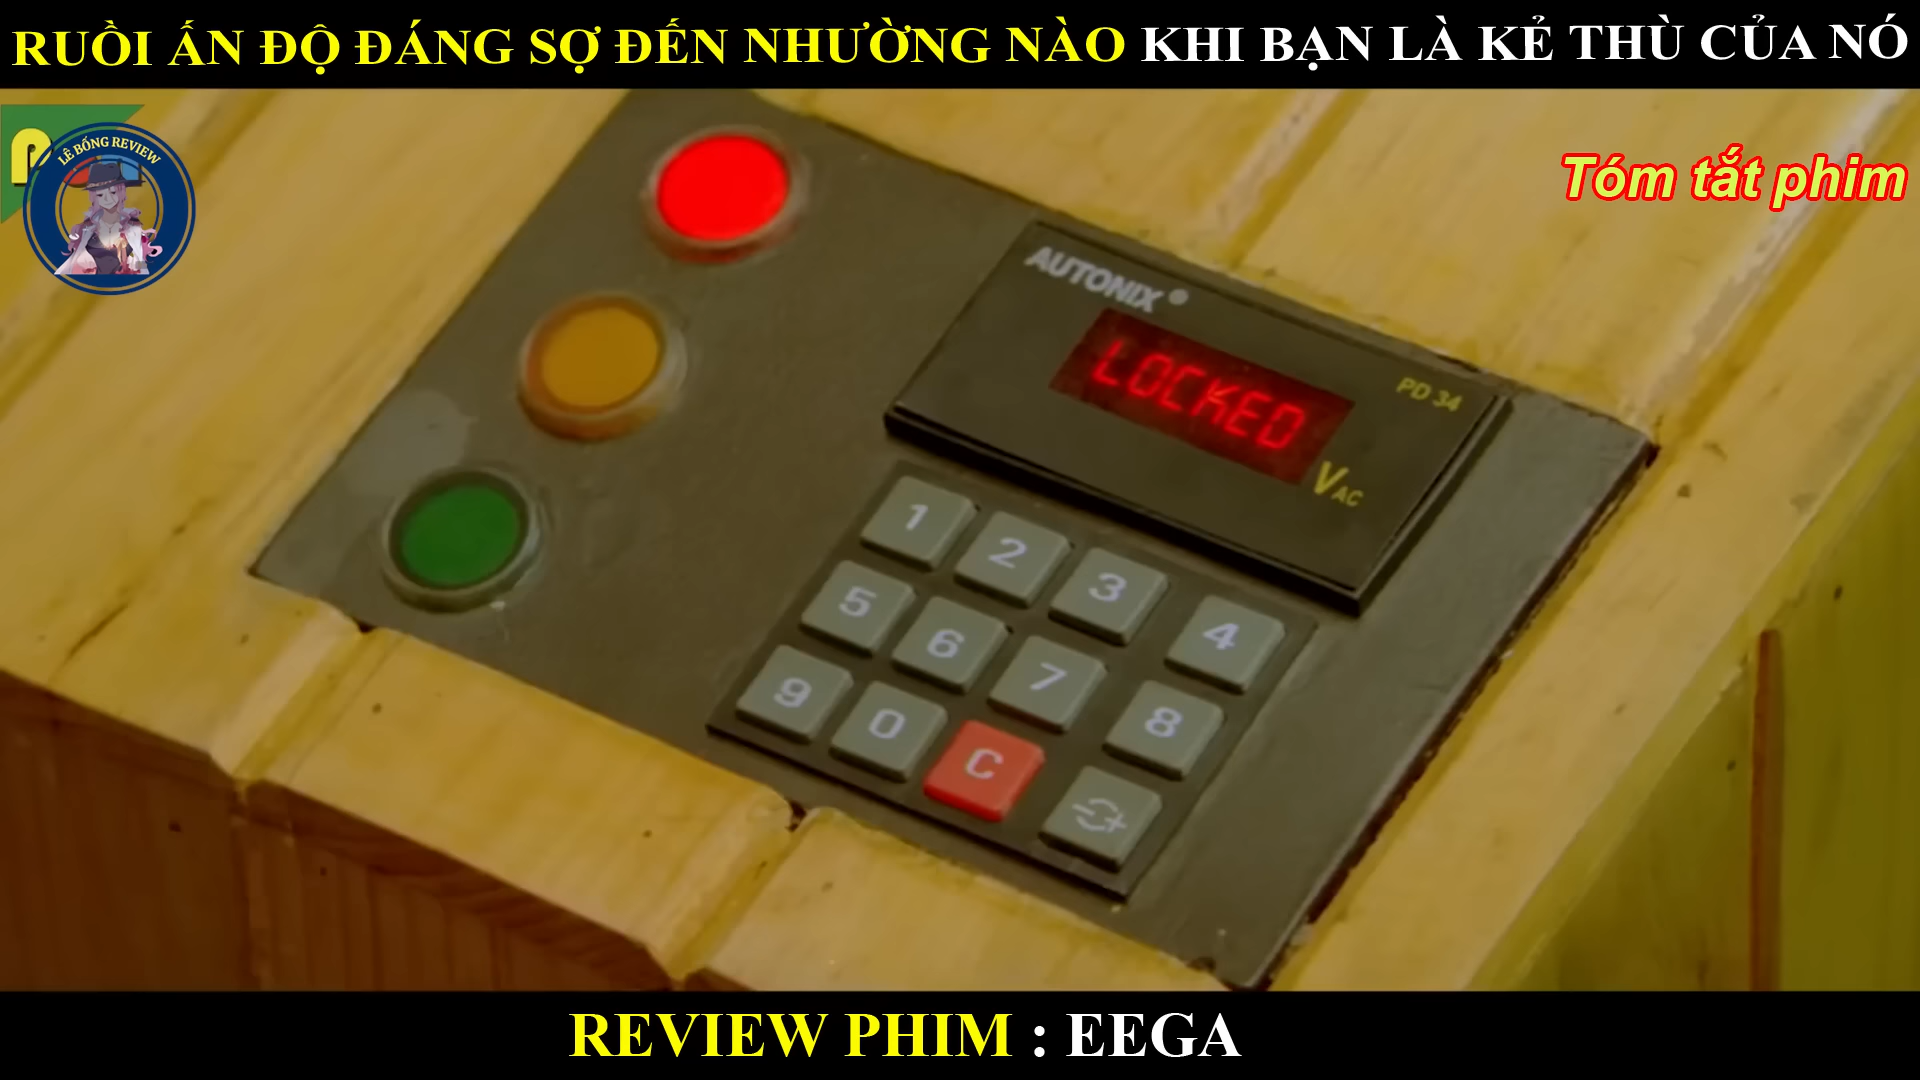 RUỒI ẤN ĐỘ ĐÁNG SỢ ĐẾN NHƯỜNG NÀO KHI BẠN LÀ KẺ THÙ CỦA NÓ
LÊ BỐNG REVIEW
Tóm tắt phim
AUTONIX
LOCKED
PD 34
VAC
1 2 3 4
5 6 7 8
9 0 C
REVIEW PHIM : EEGA